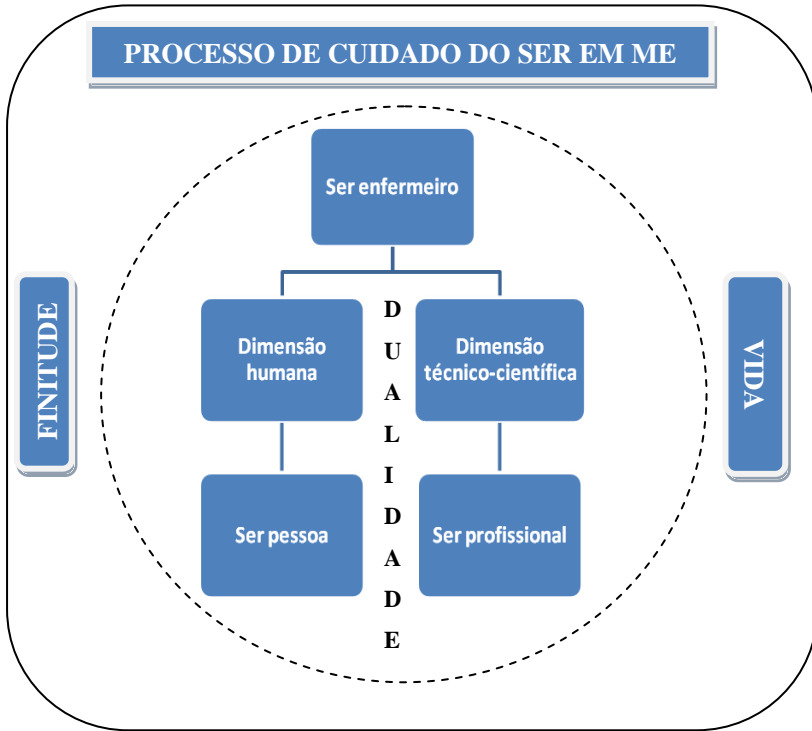 PROCESSO DE CUIDADO DO SER EM ME
Ser enfermeiro
FINITUDE
Dimensão
humana
DUALIDADE
Dimensão
técnico-científica
VIDA
Ser pessoa
Ser profissional